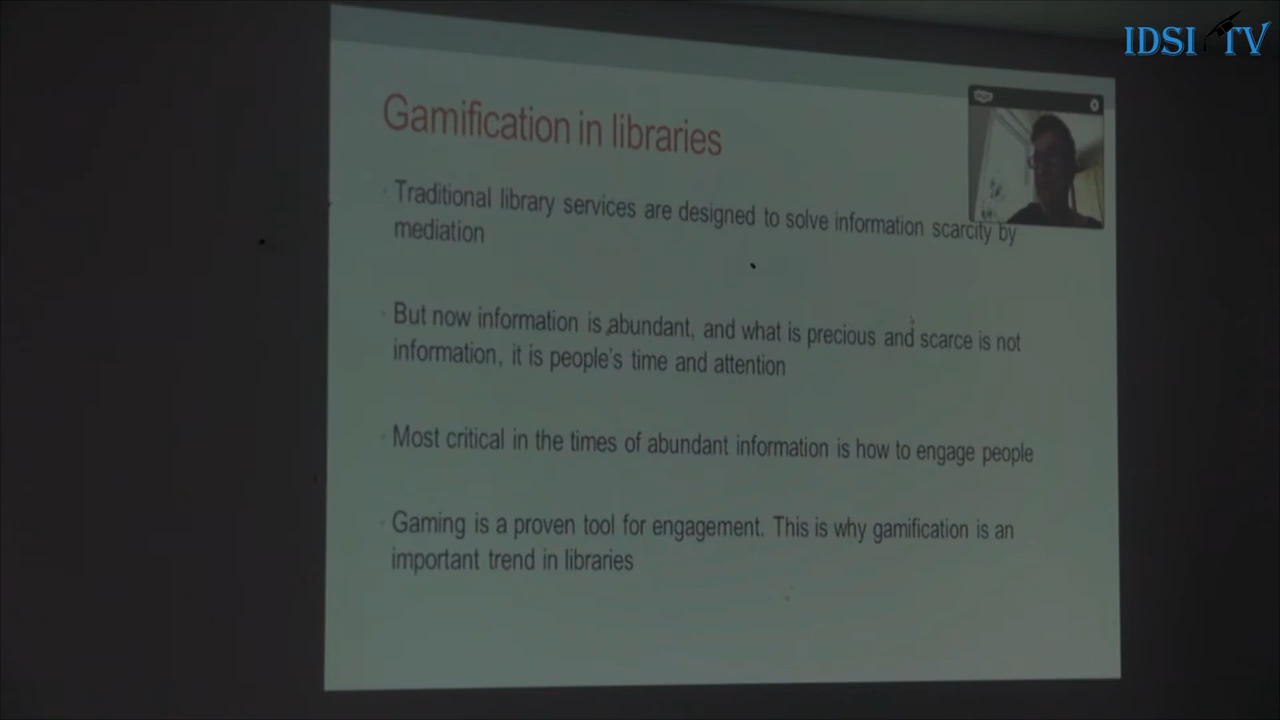 IDSI TV
Gamification in libraries
Traditional library services are designed to solve information scarcity by
mediation
But now information is abundant, and what is precious and scarce is not
information, it is people's time and attention
Most critical in the times of abundant information is how to engage people
Gaming is a proven tool for engagement. This is why gamification is an
important trend in libraries